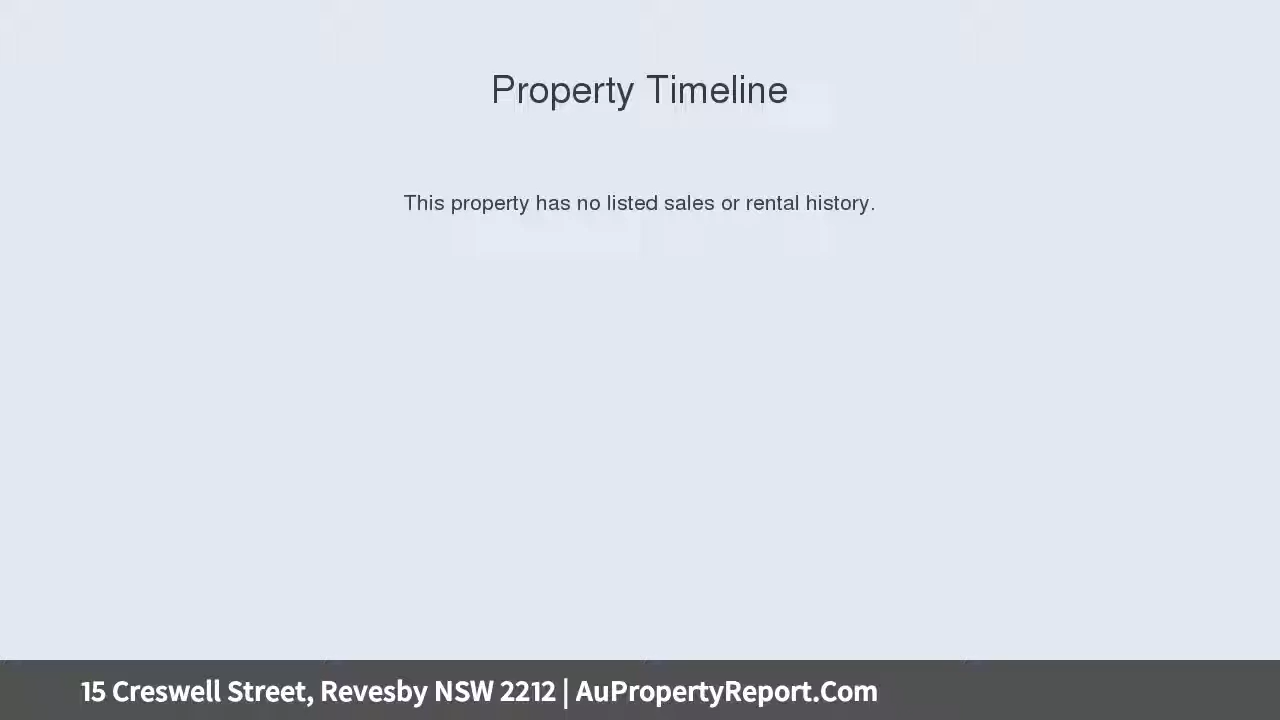 Property Timeline
This property has no listed sales or rental history.
15 Creswell Street, Revesby NSW 2212 | AuPropertyReport.Com